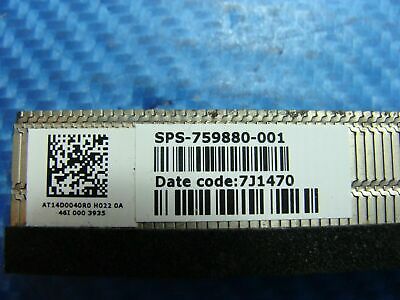 SPS-759880-001
Date code:7J1470
AT14D0040R0 H022 0A
46I 000 3935